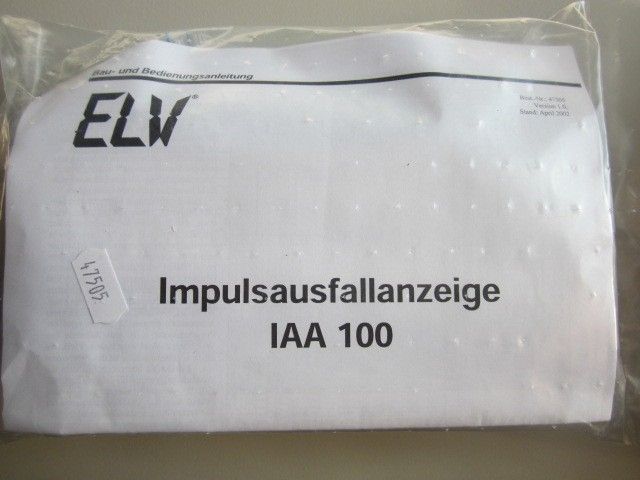 Bau- und Bedienungsanleitung
ELV®
Best.-Nr.: 47505
Version 1.0,
Stand: April 2002
47505
Impulsausfallanzeige
IAA 100